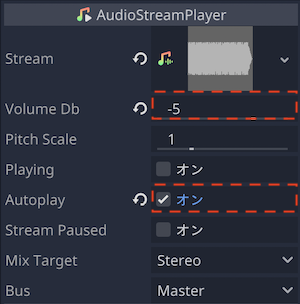 AudioStreamPlayer
Stream
Volume Db -5
Pitch Scale 1
Playing オン
Autoplay オン
Stream Paused オン
Mix Target Stereo
Bus Master